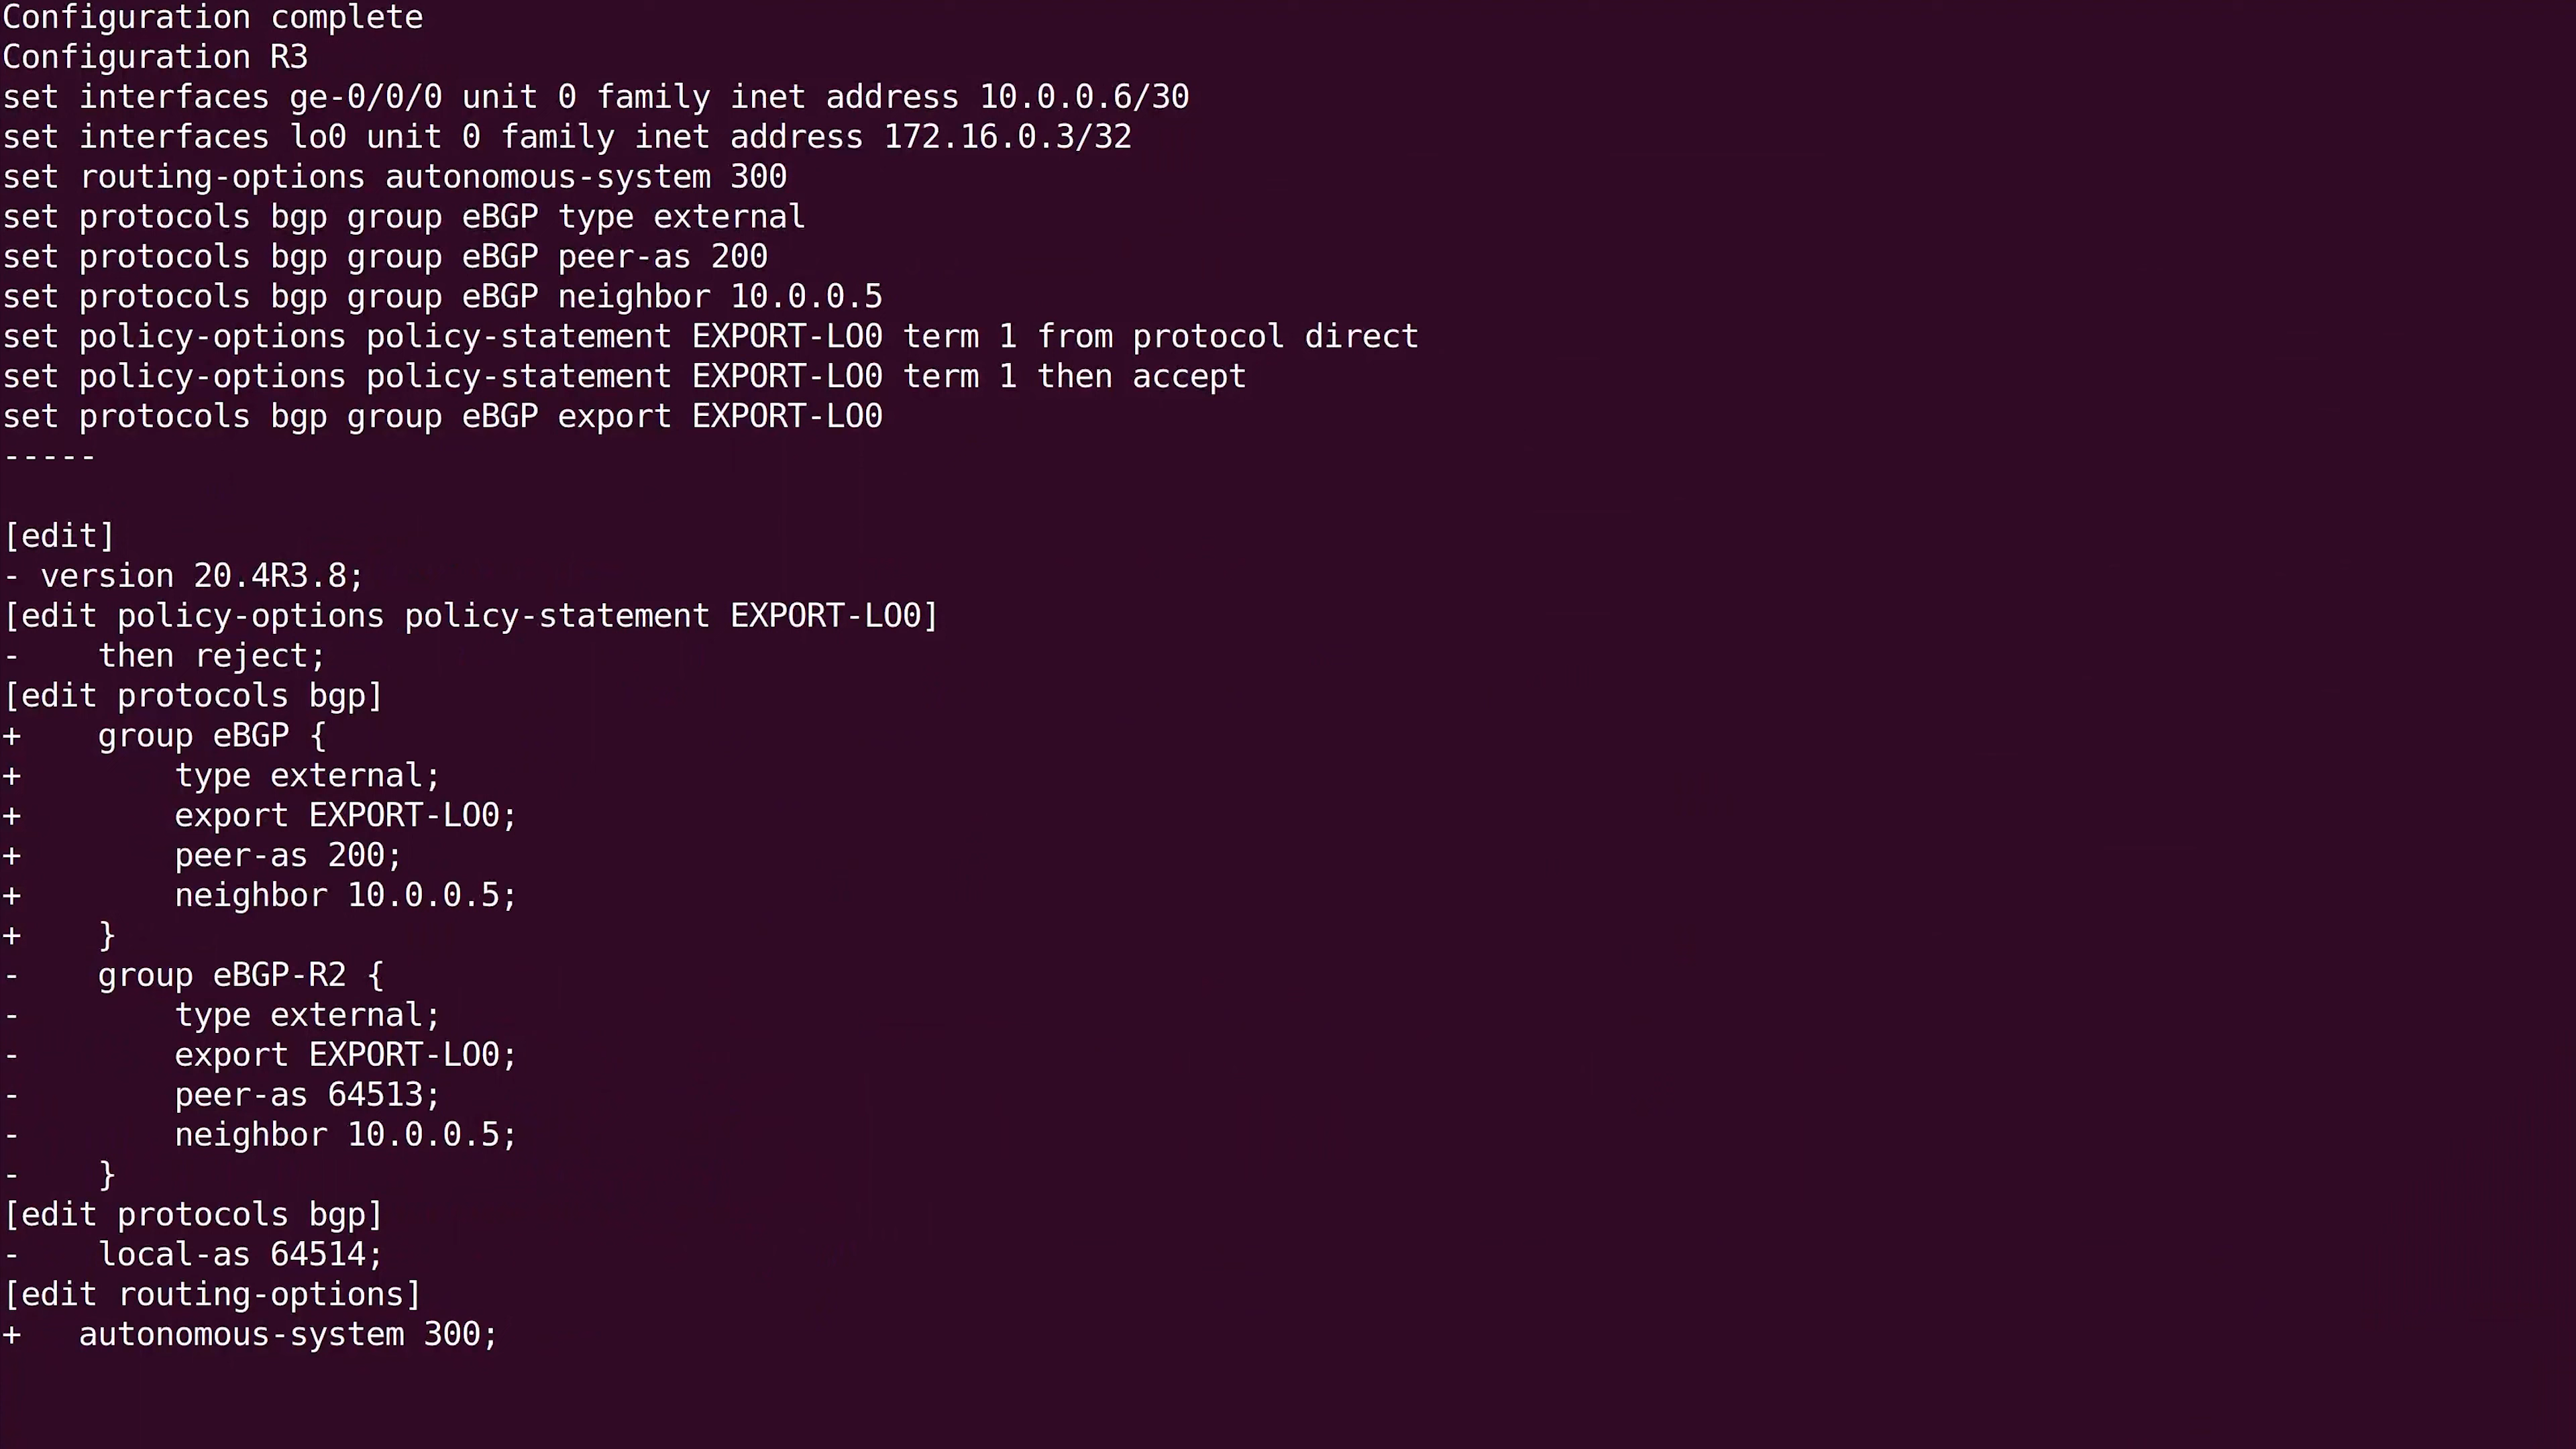 Configuration complete
Configuration R3
set interfaces ge-0/0/0 unit 0 family inet address 10.0.0.6/30
set interfaces lo0 unit 0 family inet address 172.16.0.3/32
set routing-options autonomous-system 300
set protocols bgp group eBGP type external
set protocols bgp group eBGP peer-as 200
set protocols bgp group eBGP neighbor 10.0.0.5
set policy-options policy-statement EXPORT-LO0 term 1 from protocol direct
set policy-options policy-statement EXPORT-LO0 term 1 then accept
set protocols bgp group eBGP export EXPORT-LO0
-----

[edit]
- version 20.4R3.8;
[edit policy-options policy-statement EXPORT-LO0]
-    then reject;
[edit protocols bgp]
+    group eBGP {
+        type external;
+        export EXPORT-LO0;
+        peer-as 200;
+        neighbor 10.0.0.5;
+    }
-    group eBGP-R2 {
-        type external;
-        export EXPORT-LO0;
-        peer-as 64513;
-        neighbor 10.0.0.5;
-    }
[edit protocols bgp]
-    local-as 64514;
[edit routing-options]
+   autonomous-system 300;